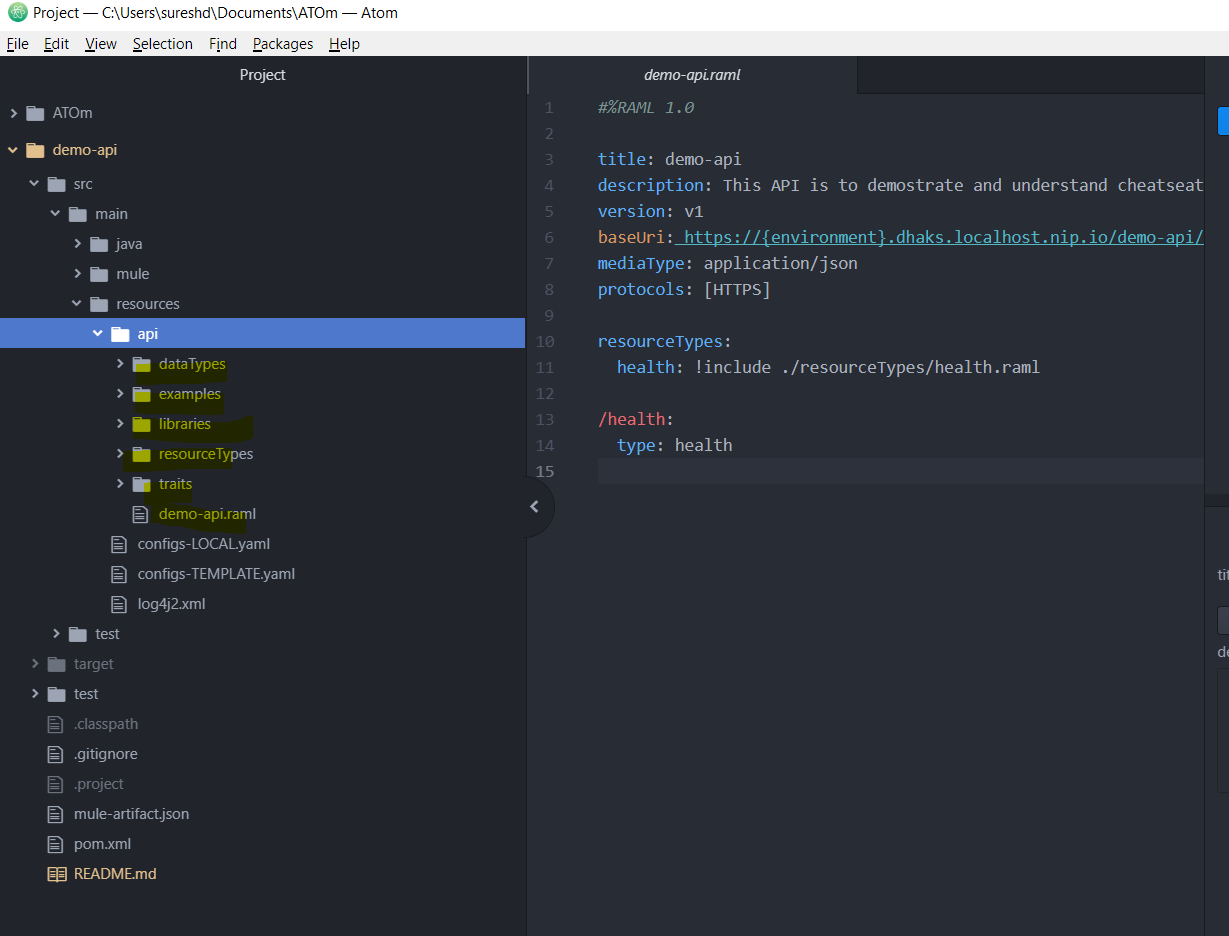 Project — C:\Users\sureshd\Documents\ATOm — Atom
File Edit View Selection Find Packages Help
Project
ATOm
demo-api
src
main
java
mule
resources
api
dataTypes
examples
libraries
resourceTypes
traits
demo-api.raml
configs-LOCAL.yaml
configs-TEMPLATE.yaml
log4j2.xml
test
target
test
.classpath
.gitignore
.project
mule-artifact.json
pom.xml
README.md
demo-api.raml
1 #%RAML 1.0
2
3 title: demo-api
4 description: This API is to demostrate and understand cheatseat
5 version: v1
6 baseUri: https://{environment}.dhaks.localhost.nip.io/demo-api/
7 mediaType: application/json
8 protocols: [HTTPS]
9
10 resourceTypes:
11 health: !include ./resourceTypes/health.raml
12
13 /health:
14 type: health
15
tit
de